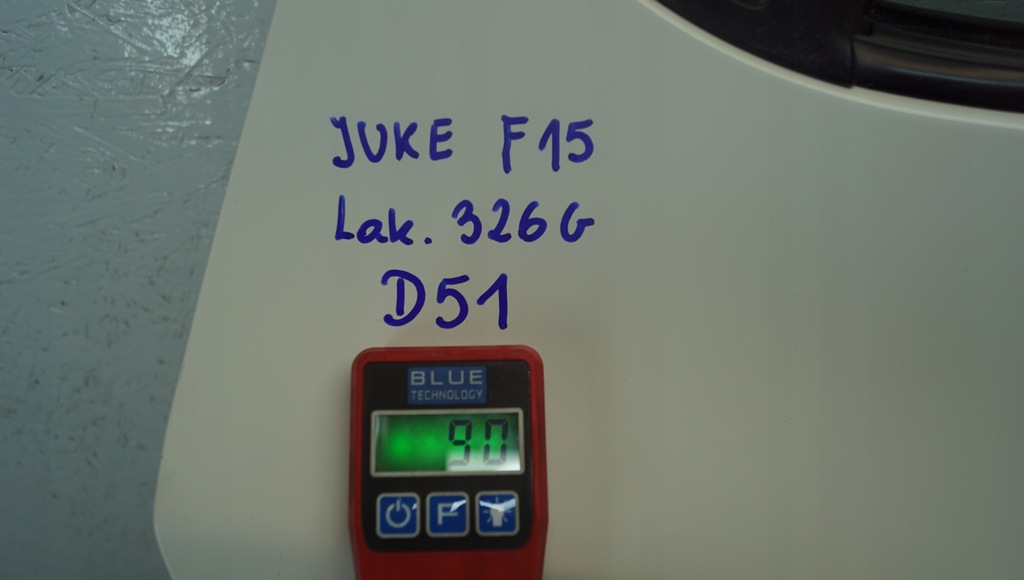 JUKE F15
Lak. 326G
D51
BLUE
TECHNOLOGY
90
F